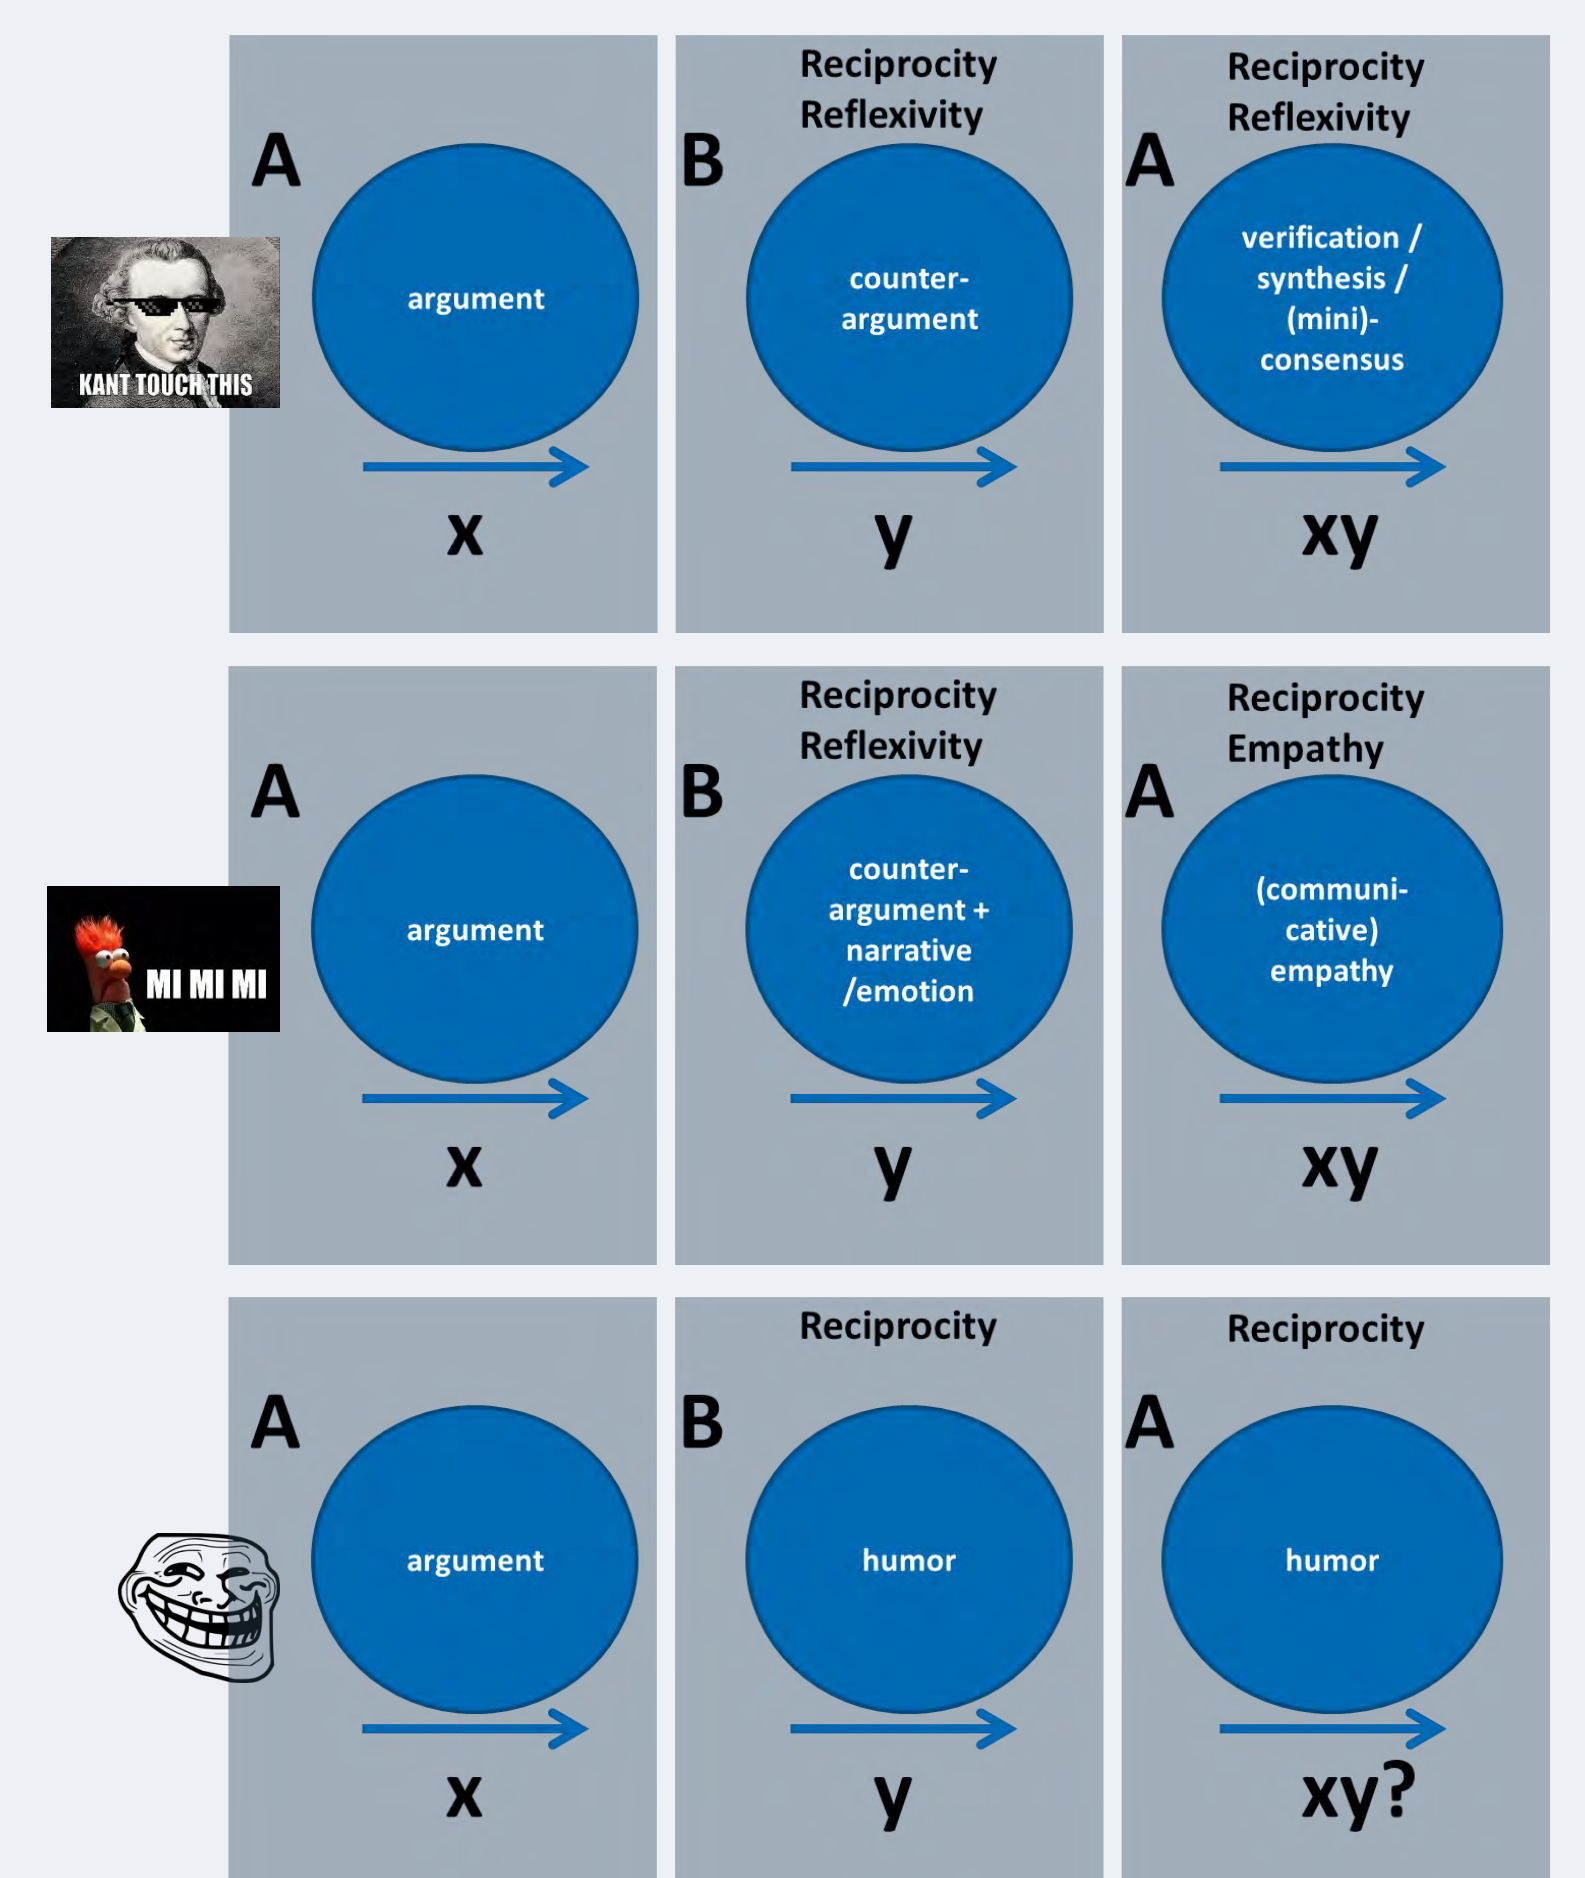 Reciprocity
Reflexivity
Reciprocity
Reflexivity
A
B
A
argument
counter-
argument
verification /
synthesis /
(mini)-
consensus
KANT TOUCH THIS
x
y
xy
Reciprocity
Reflexivity
Reciprocity
Empathy
A
B
A
argument
counter-
argument +
narrative
/emotion
(communi-
cative)
empathy
MI MI MI
x
y
xy
Reciprocity
Reciprocity
A
B
A
argument
humor
humor
x
y
xy?